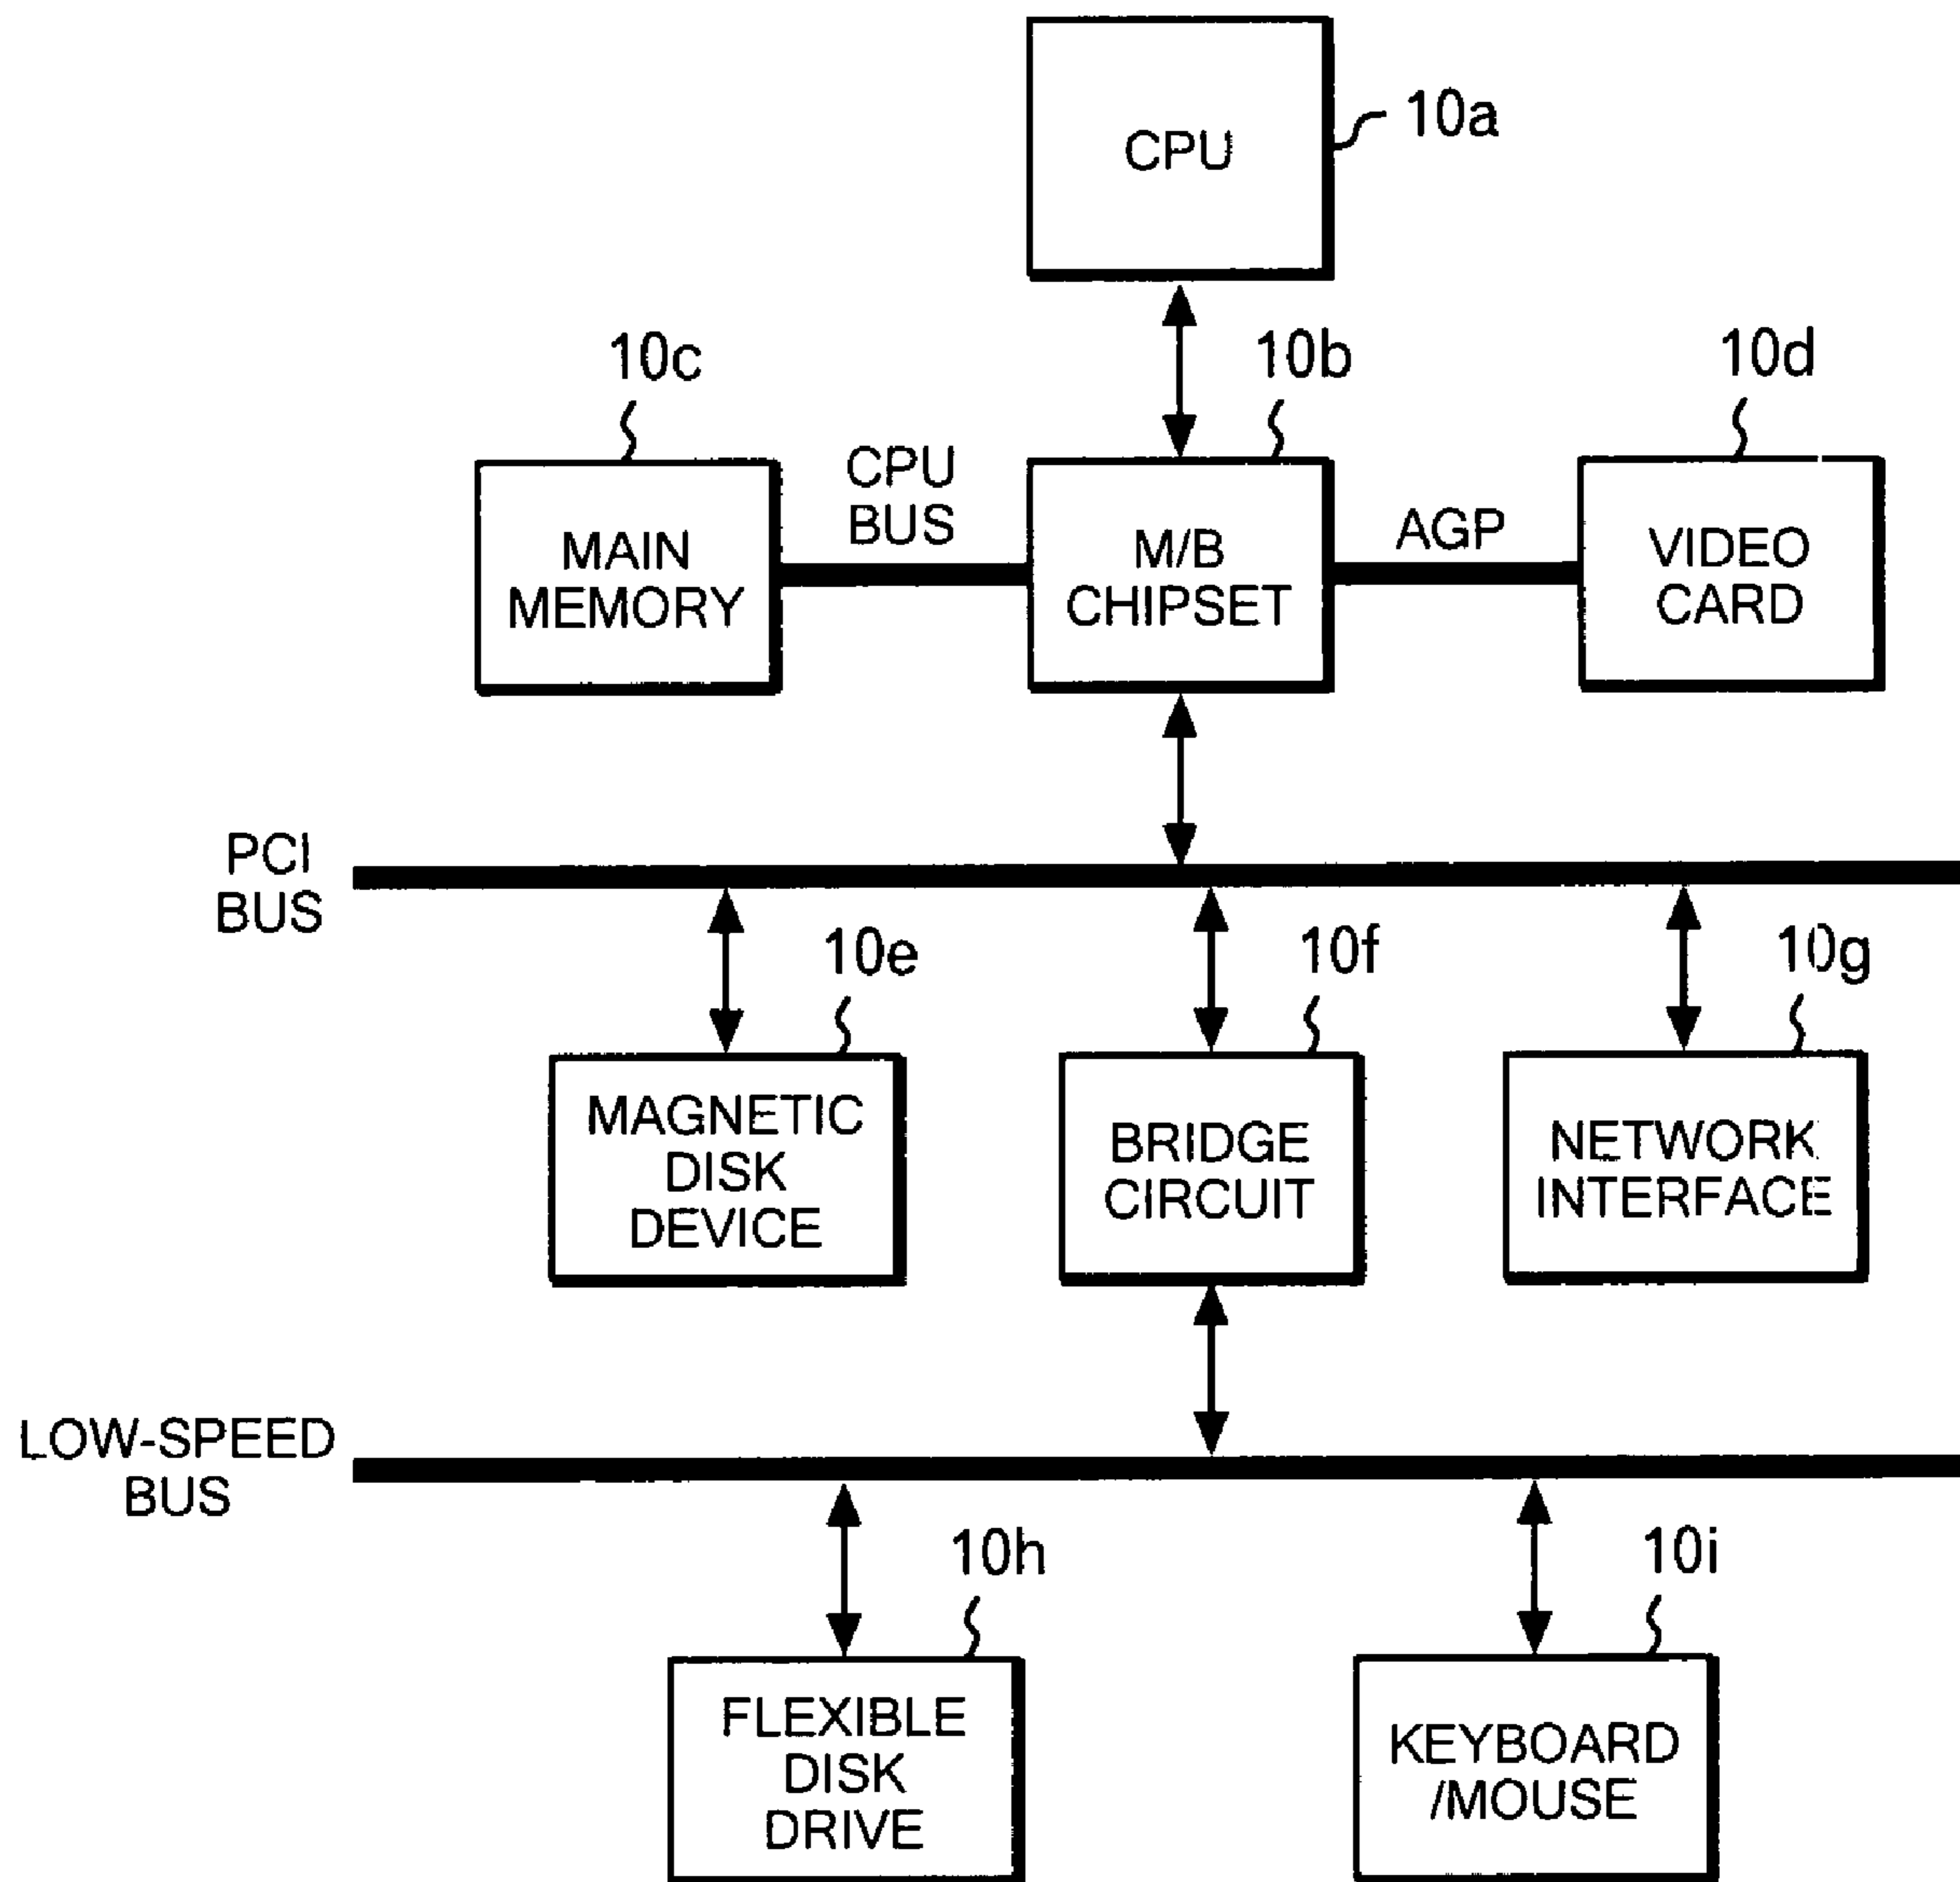 CPU
10a
10c
10b
10d
CPU
BUS
AGP
MAIN
MEMORY
M/B
CHIPSET
VIDEO
CARD
PCI
BUS
10e
10f
10g
MAGNETIC
DISK
DEVICE
BRIDGE
CIRCUIT
NETWORK
INTERFACE
LOW-SPEED
BUS
10h
10i
FLEXIBLE
DISK
DRIVE
KEYBOARD
/MOUSE